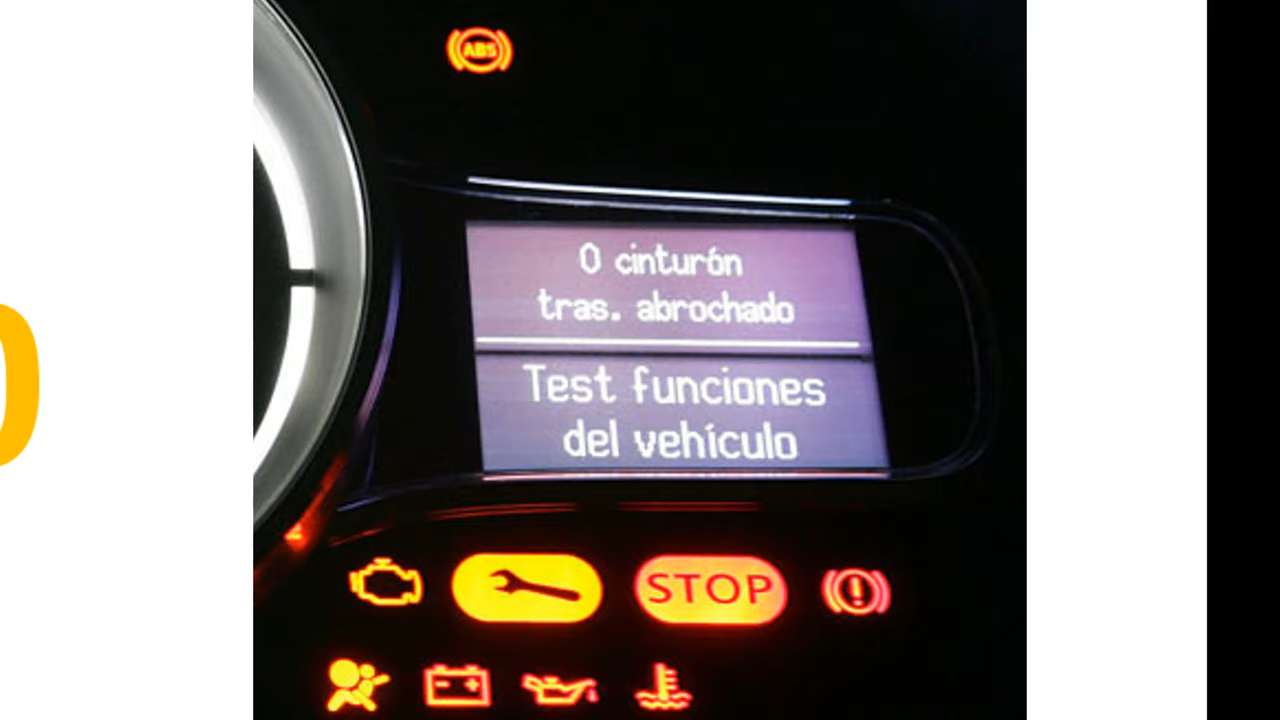 ABS
0 cinturón
tras. abrochado
Test funciones
del vehículo
STOP